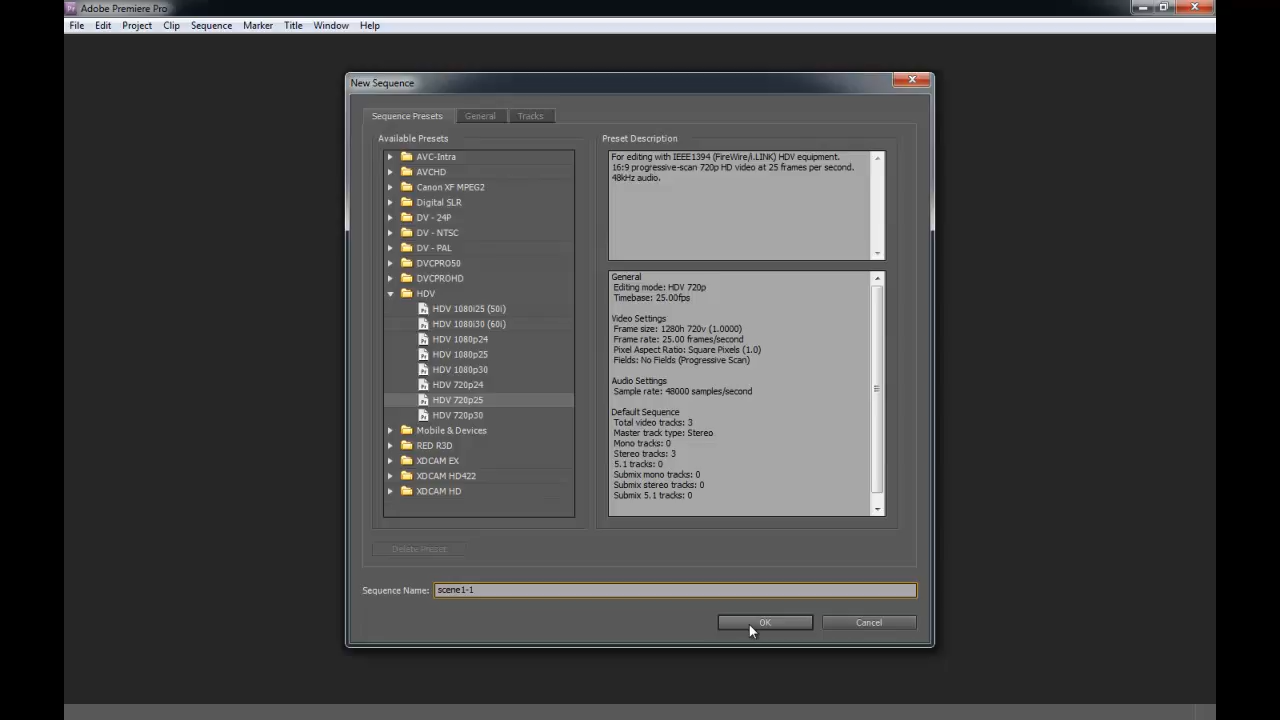 Adobe Premiere Pro
File Edit Project Clip Sequence Marker Title Window Help
New Sequence
Sequence Presets General Tracks
Available Presets
AVC-Intra
AVCHD
Canon XF MPEG2
Digital SLR
DV - 24P
DV - NTSC
DV - PAL
DVCPRO50
DVCPROHD
HDV
HDV 1080i25 (50i)
HDV 1080i30 (60i)
HDV 1080p24
HDV 1080p25
HDV 1080p30
HDV 720p24
HDV 720p25
HDV 720p30
Mobile & Devices
RED R3D
XDCAM EX
XDCAM HD422
XDCAM HD
Delete Preset
Preset Description
For editing with IEEE1394 (FireWire/i.LINK) HDV equipment.
16:9 progressive-scan 720p HD video at 25 frames per second.
48kHz audio.
General
Editing mode: HDV 720p
Timebase: 25.00fps
Video Settings
Frame size: 1280h 720v (1.0000)
Frame rate: 25.00 frames/second
Pixel Aspect Ratio: Square Pixels (1.0)
Fields: No Fields (Progressive Scan)
Audio Settings
Sample rate: 48000 samples/second
Default Sequence
Total video tracks: 3
Master track type: Stereo
Mono tracks: 0
Stereo tracks: 3
5.1 tracks: 0
Submix mono tracks: 0
Submix stereo tracks: 0
Submix 5.1 tracks: 0
Sequence Name: scene1-1
OK Cancel